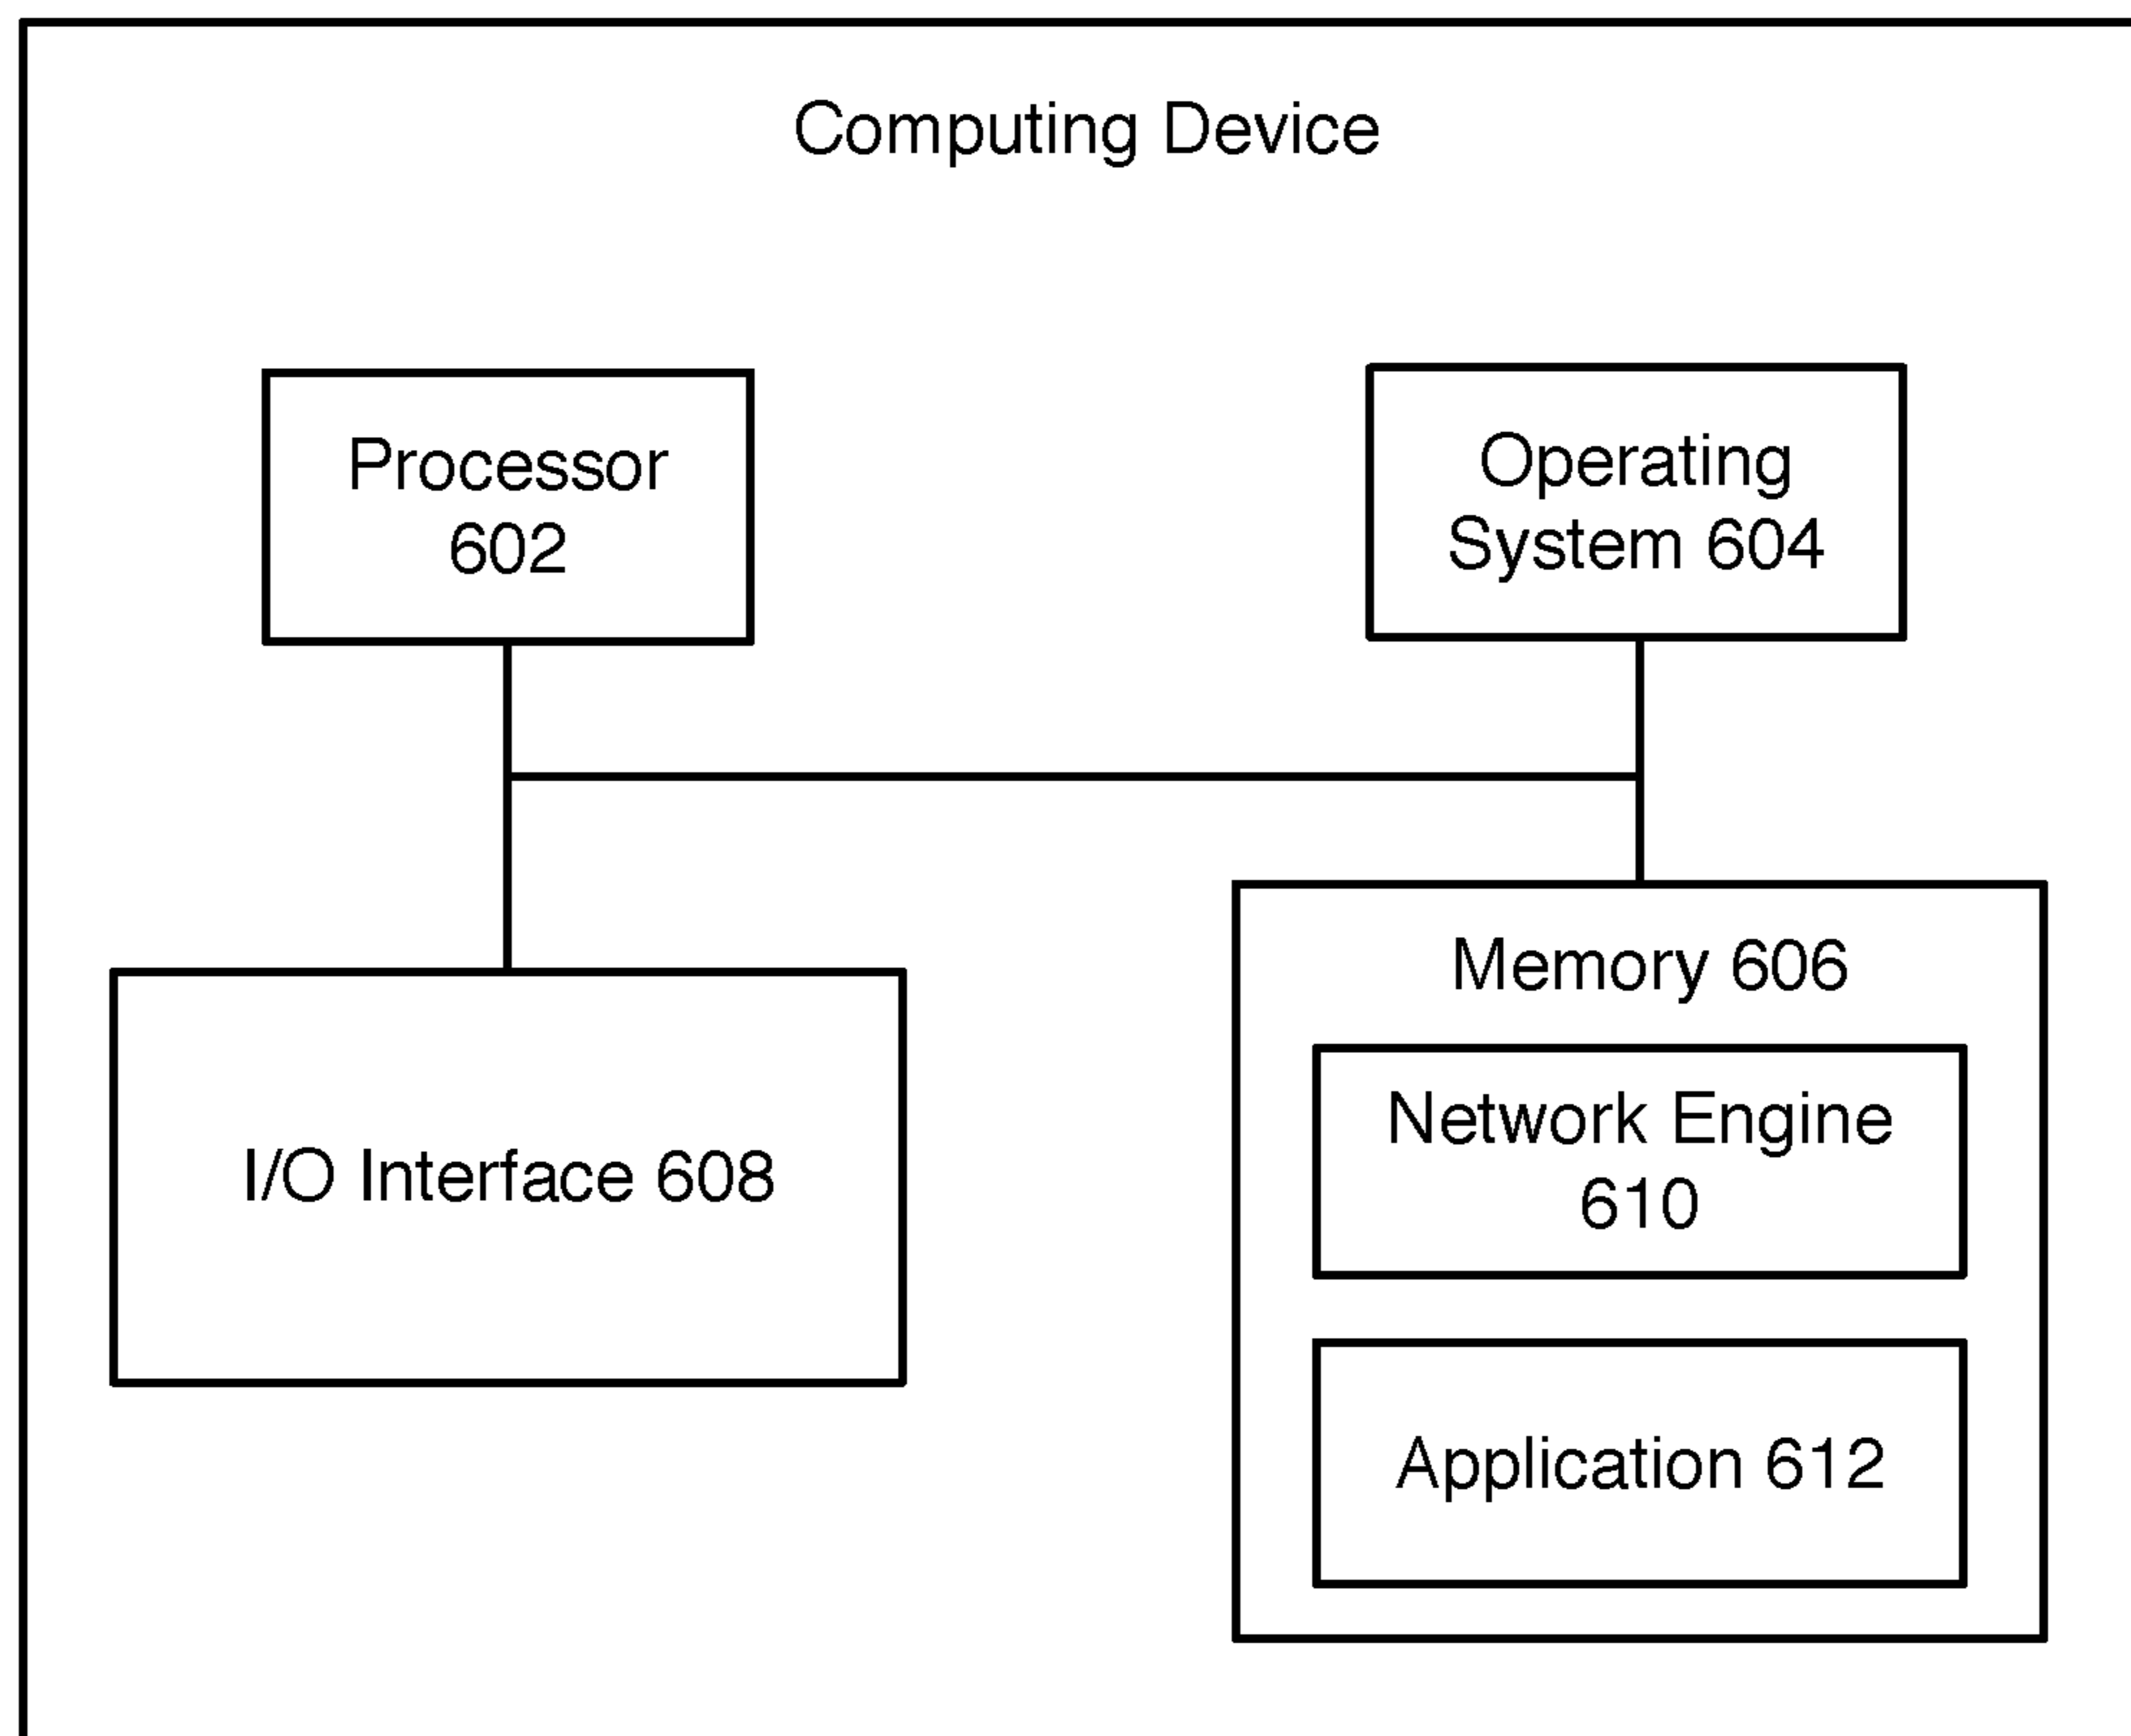 Computing Device
Processor
602
Operating
System 604
I/O Interface 608
Memory 606
Network Engine
610
Application 612